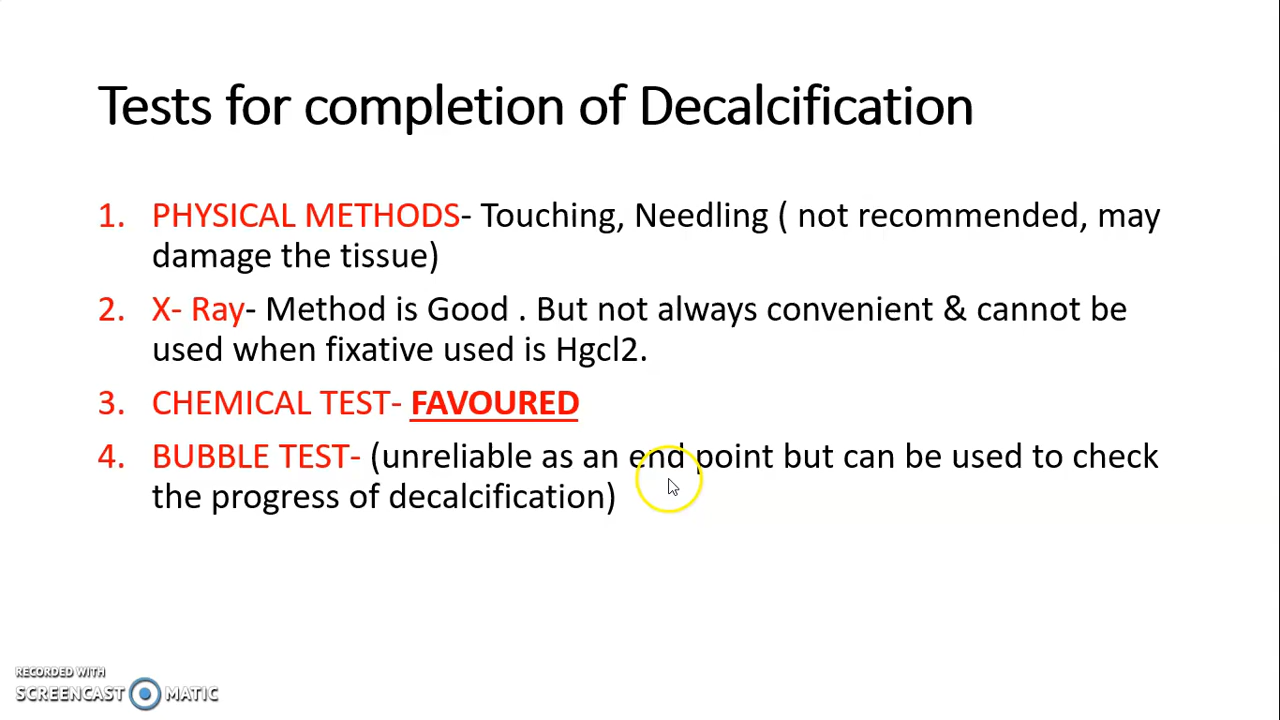 Tests for completion of Decalcification
1. PHYSICAL METHODS- Touching, Needling ( not recommended, may
damage the tissue)
2. X- Ray- Method is Good . But not always convenient & cannot be
used when fixative used is Hgcl2.
3. CHEMICAL TEST- FAVOURED
4. BUBBLE TEST- (unreliable as an end point but can be used to check
the progress of decalcification)
RECORDED WITH
SCREENCAST MATIC